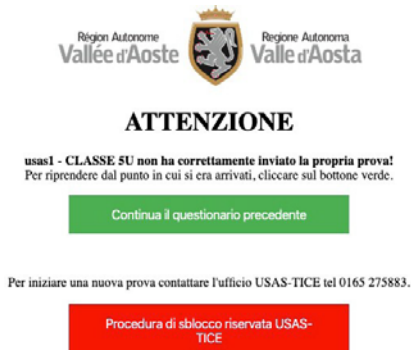 Région Autonome
Vallée d'Aoste
Regione Autonoma
Valle d'Aosta
ATTENZIONE
usas1 - CLASSE 5U non ha correttamente inviato la propria prova!
Per riprendere dal punto in cui si era arrivati, cliccare sul bottone verde.
Continua il questionario precedente
Per iniziare una nuova prova contattare l'ufficio USAS-TICE tel 0165 275883.
Procedura di sblocco riservata USAS-
TICE